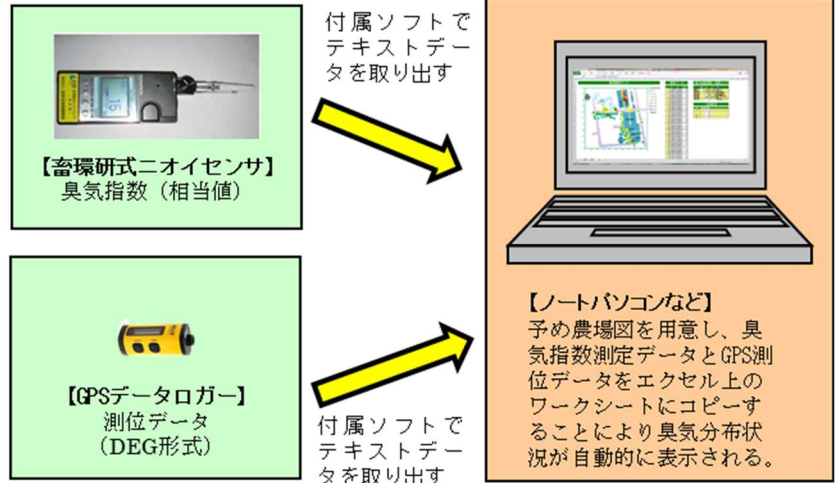 付属ソフトで
テキストデー
タを取り出す
【畜環研式ニオイセンサ】
臭気指数（相当値）
【GPSデータロガー】
測位データ
（DEG形式）
付属ソフトで
テキストデー
タを取り出す
【ノートパソコンなど】
予め農場図を用意し、臭
気指数測定データとGPS測
位データをエクセル上の
ワークシートにコピーす
ることにより臭気分布状
況が自動的に表示される。